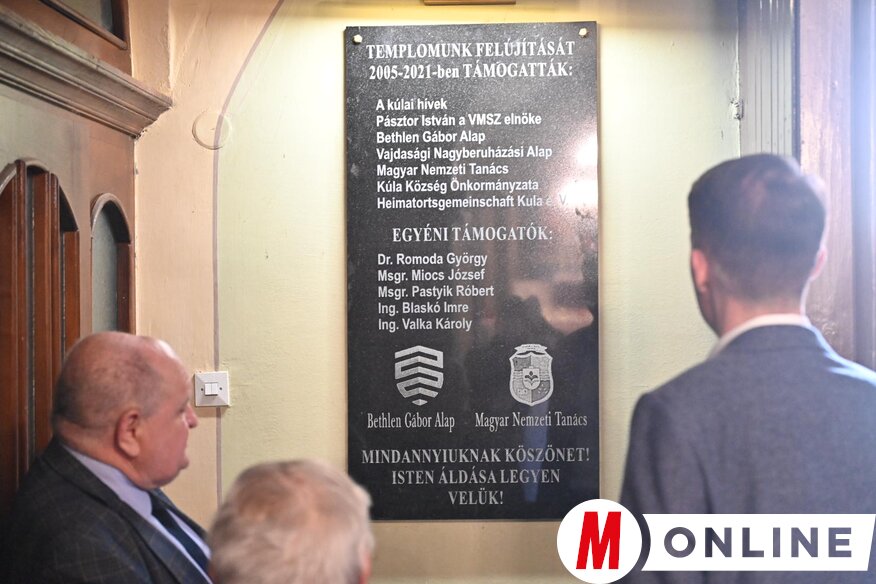 TEMPLOMUNK FELÚJÍTÁSÁT
2005-2021-ben TÁMOGATTÁK:
A kúlai hívek
Pásztor István a VMSZ elnöke
Bethlen Gábor Alap
Vajdasági Nagyberuházási Alap
Magyar Nemzeti Tanács
Kúla Község Önkormányzata
Heimatortsgemeinschaft Kula e. V.
EGYÉNI TÁMOGATÓK:
Dr. Romoda György
Msgr. Miocs József
Msgr. Pastyik Róbert
Ing. Blaskó Imre
Ing. Valka Károly
Bethlen Gábor Alap Magyar Nemzeti Tanács
MINDANNYIUKNAK KÖSZÖNET!
ISTEN ÁLDÁSA LEGYEN
VELÜK!
M ONLINE